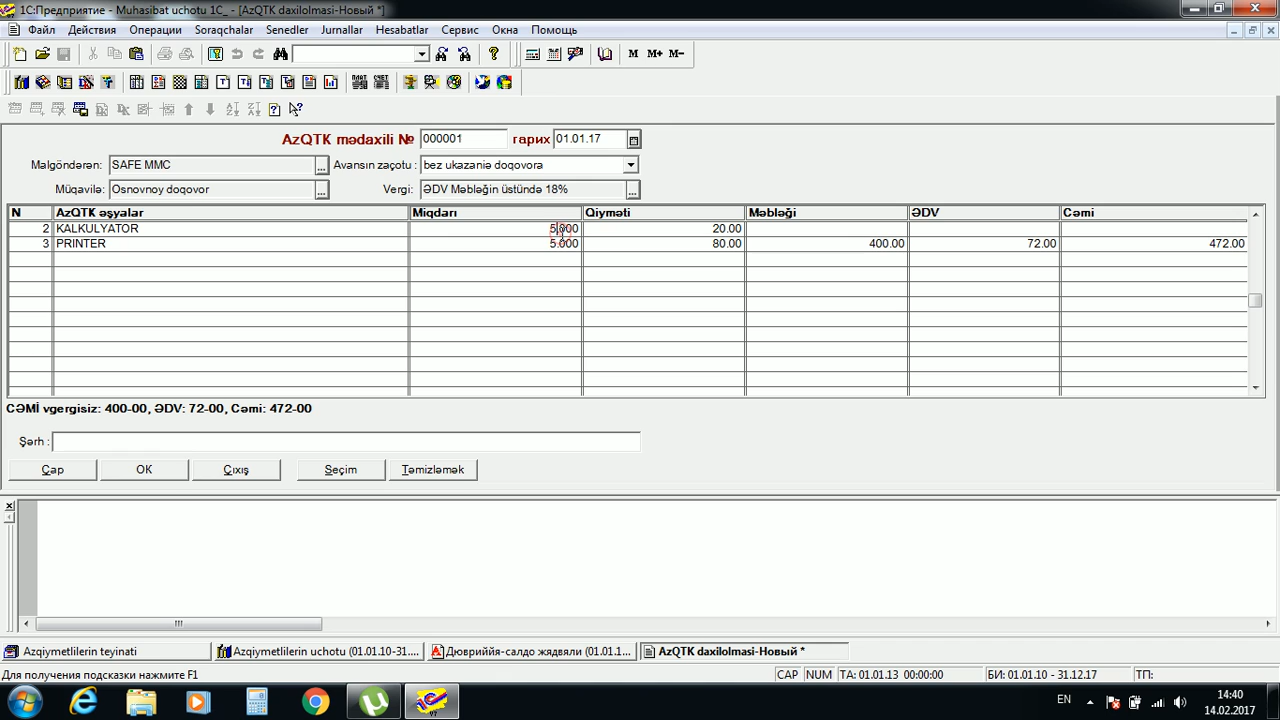 1С:Предприятие - Muhasibat uchotu 1C_ - [AzQTK daxilolmasi-Новый *]
Файл Действия Операции Soraqchalar Senedler Jurnallar Hesabatlar Сервис Окна Помощь
M M+ M-
AzQTK mədaxili № 000001 гарих 01.01.17
Malgöndərən: SAFE MMC ... Avansın zaçotu : bez ukazaniə doqovora
Müqavilə: Osnovnoy doqovor ... Vergi: ƏDV Məbləğin üstündə 18% ...
N AzQTK əşyalar Miqdarı Qiyməti Məbləği ƏDV Cəmi
2 KALKULYATOR 5.000 20.00
3 PRINTER 5.000 80.00 400.00 72.00 472.00
CƏMİ vgergisiz: 400-00, ƏDV: 72-00, Cəmi: 472-00
Şərh :
Çap OK Çıxış Seçim Təmizləmək
Azqiymetlilerin teyinati Azqiymetlilerin uchotu (01.01.10-31.... Дювриййя-салдо жядвяли (01.01.1... AzQTK daxilolmasi-Новый *
Для получения подсказки нажмите F1 CAP NUM TA: 01.01.13 00:00:00 БИ: 01.01.10 - 31.12.17 ТП:
EN 14:40
14.02.2017